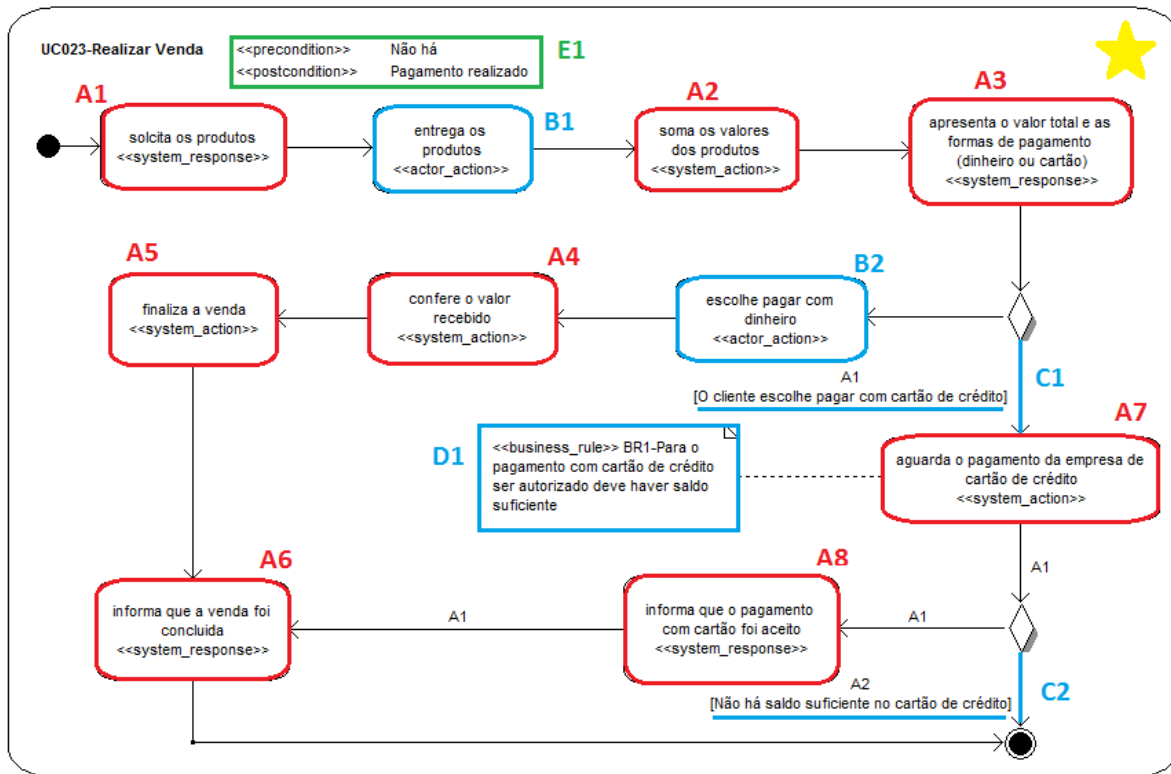 UC023-Realizar Venda
<<precondition>> Não há
<<postcondition>> Pagamento realizado
E1
A1
solcita os produtos
<<system_response>>
entrega os
produtos
<<actor_action>>
B1
A2
soma os valores
dos produtos
<<system_action>>
A3
apresenta o valor total e as
formas de pagamento
(dinheiro ou cartão)
<<system_response>>
A5
finaliza a venda
<<system_action>>
A4
confere o valor
recebido
<<system_action>>
B2
escolhe pagar com
dinheiro
<<actor_action>>
A1
[O cliente escolhe pagar com cartão de crédito]
C1
D1
<<business_rule>> BR1-Para o
pagamento com cartão de crédito
ser autorizado deve haver saldo
suficiente
A7
aguarda o pagamento da empresa de
cartão de crédito
<<system_action>>
A1
A6
informa que a venda foi
concluida
<<system_response>>
A1
A8
informa que o pagamento
com cartão foi aceito
<<system_response>>
A1
A2
[Não há saldo suficiente no cartão de crédito]
C2